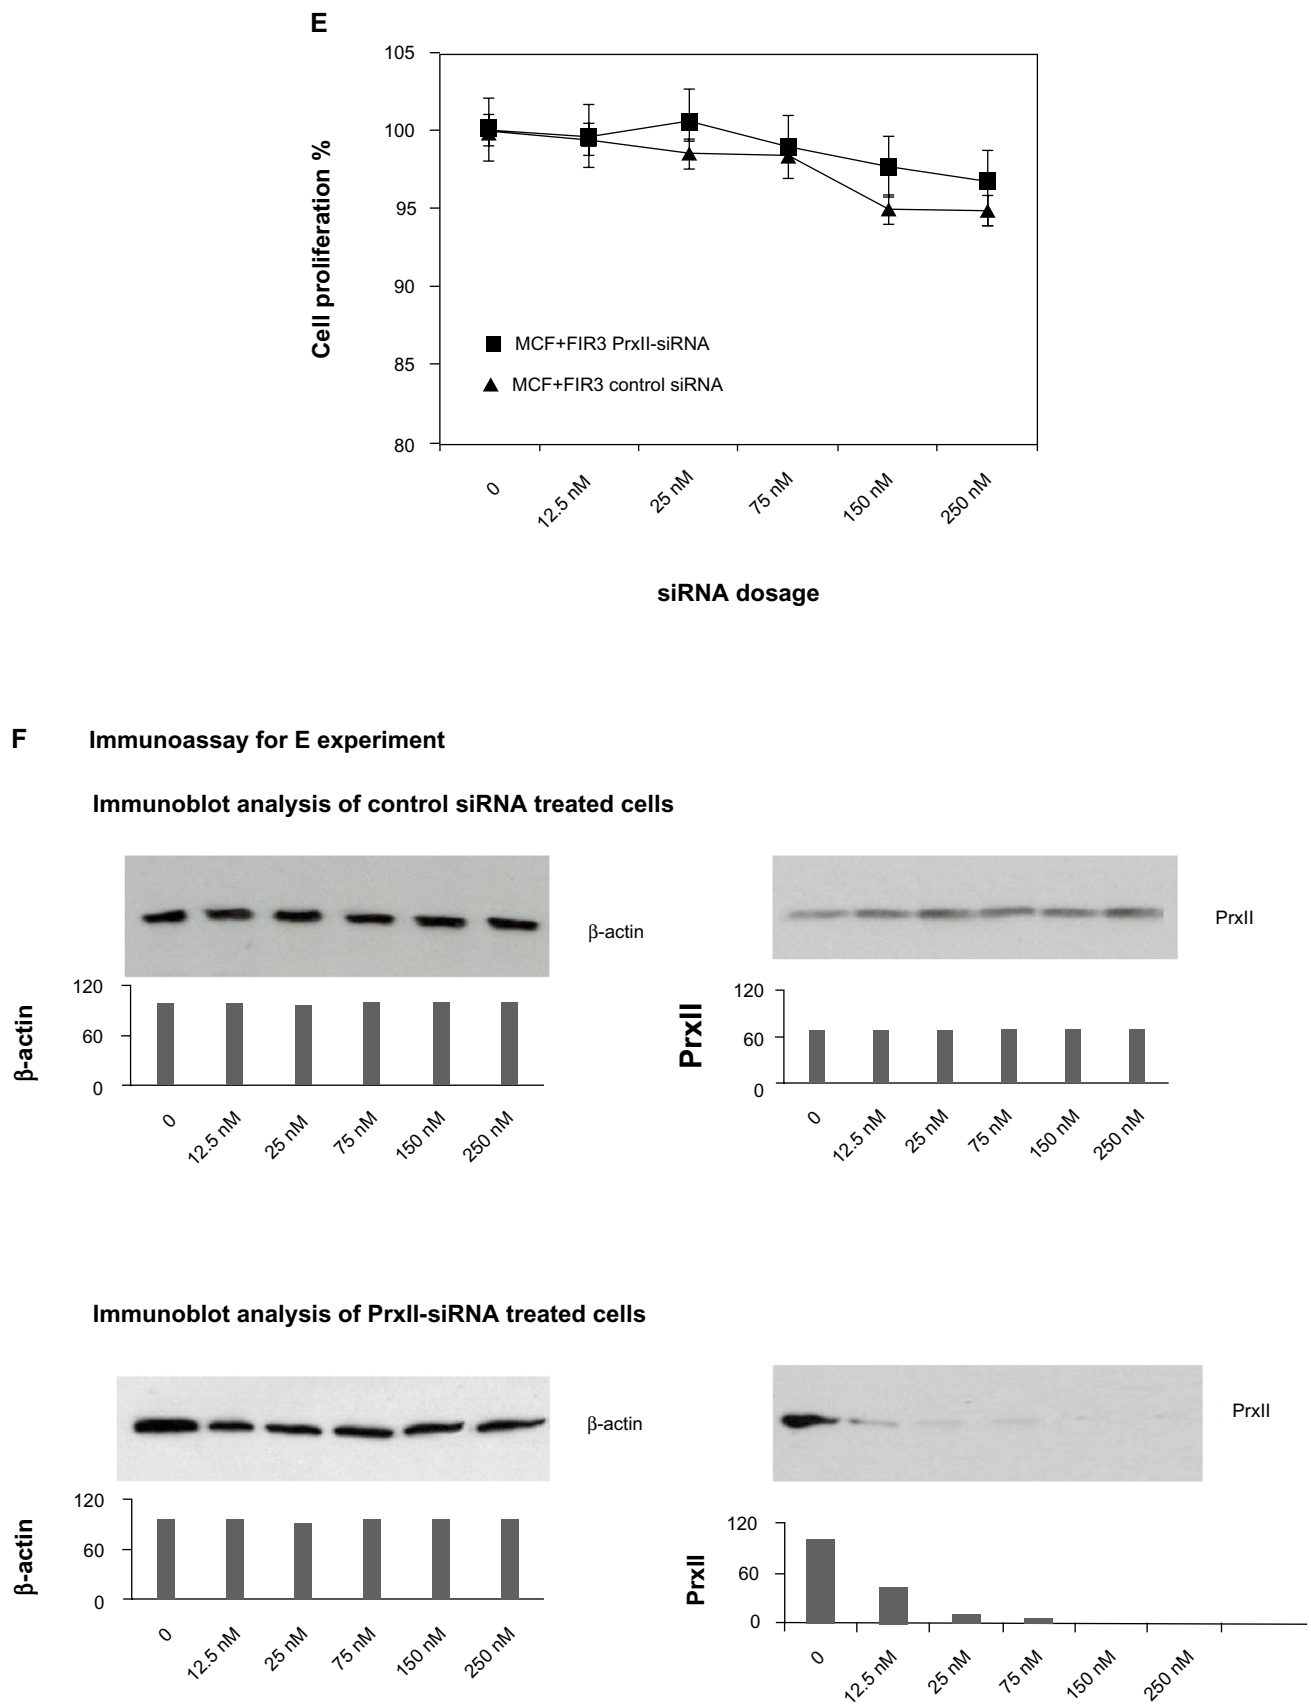 E
Cell proliferation %
105
100
95
90
85
80
MCF+FIR3 PrxII-siRNA
MCF+FIR3 control siRNA
0
12.5 nM
25 nM
75 nM
150 nM
250 nM
siRNA dosage
F Immunoassay for E experiment
Immunoblot analysis of control siRNA treated cells
β-actin
PrxII
β-actin
120
60
0
0
12.5 nM
25 nM
75 nM
150 nM
250 nM
PrxII
120
60
0
0
12.5 nM
25 nM
75 nM
150 nM
250 nM
Immunoblot analysis of PrxII-siRNA treated cells
β-actin
PrxII
β-actin
120
60
0
0
12.5 nM
25 nM
75 nM
150 nM
250 nM
PrxII
120
60
0
0
12.5 nM
25 nM
75 nM
150 nM
250 nM